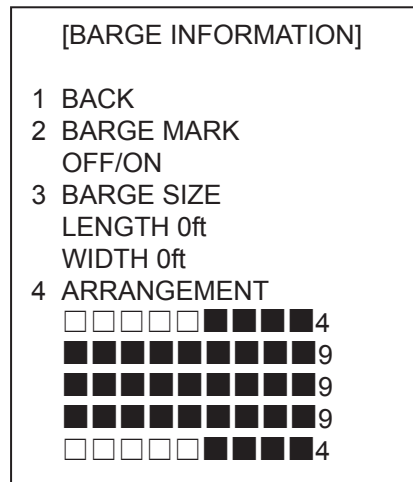 [BARGE INFORMATION]
1 BACK
2 BARGE MARK
OFF/ON
3 BARGE SIZE
LENGTH 0ft
WIDTH 0ft
4 ARRANGEMENT
□□□□□■■■■4
■■■■■■■■■9
■■■■■■■■■9
■■■■■■■■■9
□□□□□■■■■4